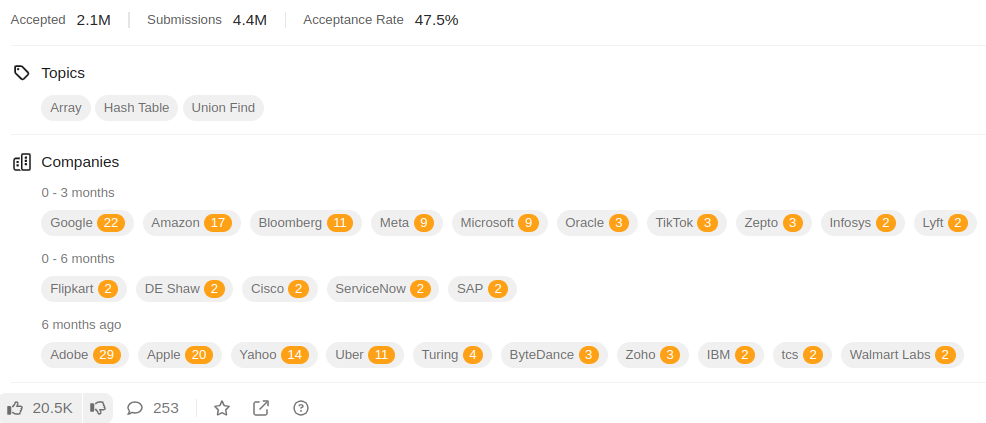 Accepted 2.1M Submissions 4.4M Acceptance Rate 47.5%
Topics
Array Hash Table Union Find
Companies
0 - 3 months
Google 22 Amazon 17 Bloomberg 11 Meta 9 Microsoft 9 Oracle 3 TikTok 3 Zepto 3 Infosys 2 Lyft 2
0 - 6 months
Flipkart 2 DE Shaw 2 Cisco 2 ServiceNow 2 SAP 2
6 months ago
Adobe 29 Apple 20 Yahoo 14 Uber 11 Turing 4 ByteDance 3 Zoho 3 IBM 2 tcs 2 Walmart Labs 2
20.5K 253